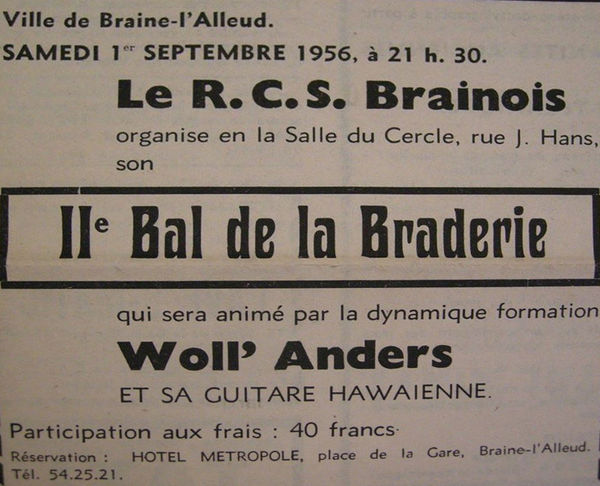 Ville de Braine-l'Alleud.
SAMEDI 1er SEPTEMBRE 1956, à 21 h. 30.
Le R. C. S. Brainois
organise en la Salle du Cercle, rue J. Hans,
son
IIe Bal de la Braderie
qui sera animé par la dynamique formation
Woll' Anders
ET SA GUITARE HAWAIENNE.
Participation aux frais : 40 francs.
Réservation : HOTEL METROPOLE, place de la Gare, Braine-l'Alleud.
Tél. 54.25.21.